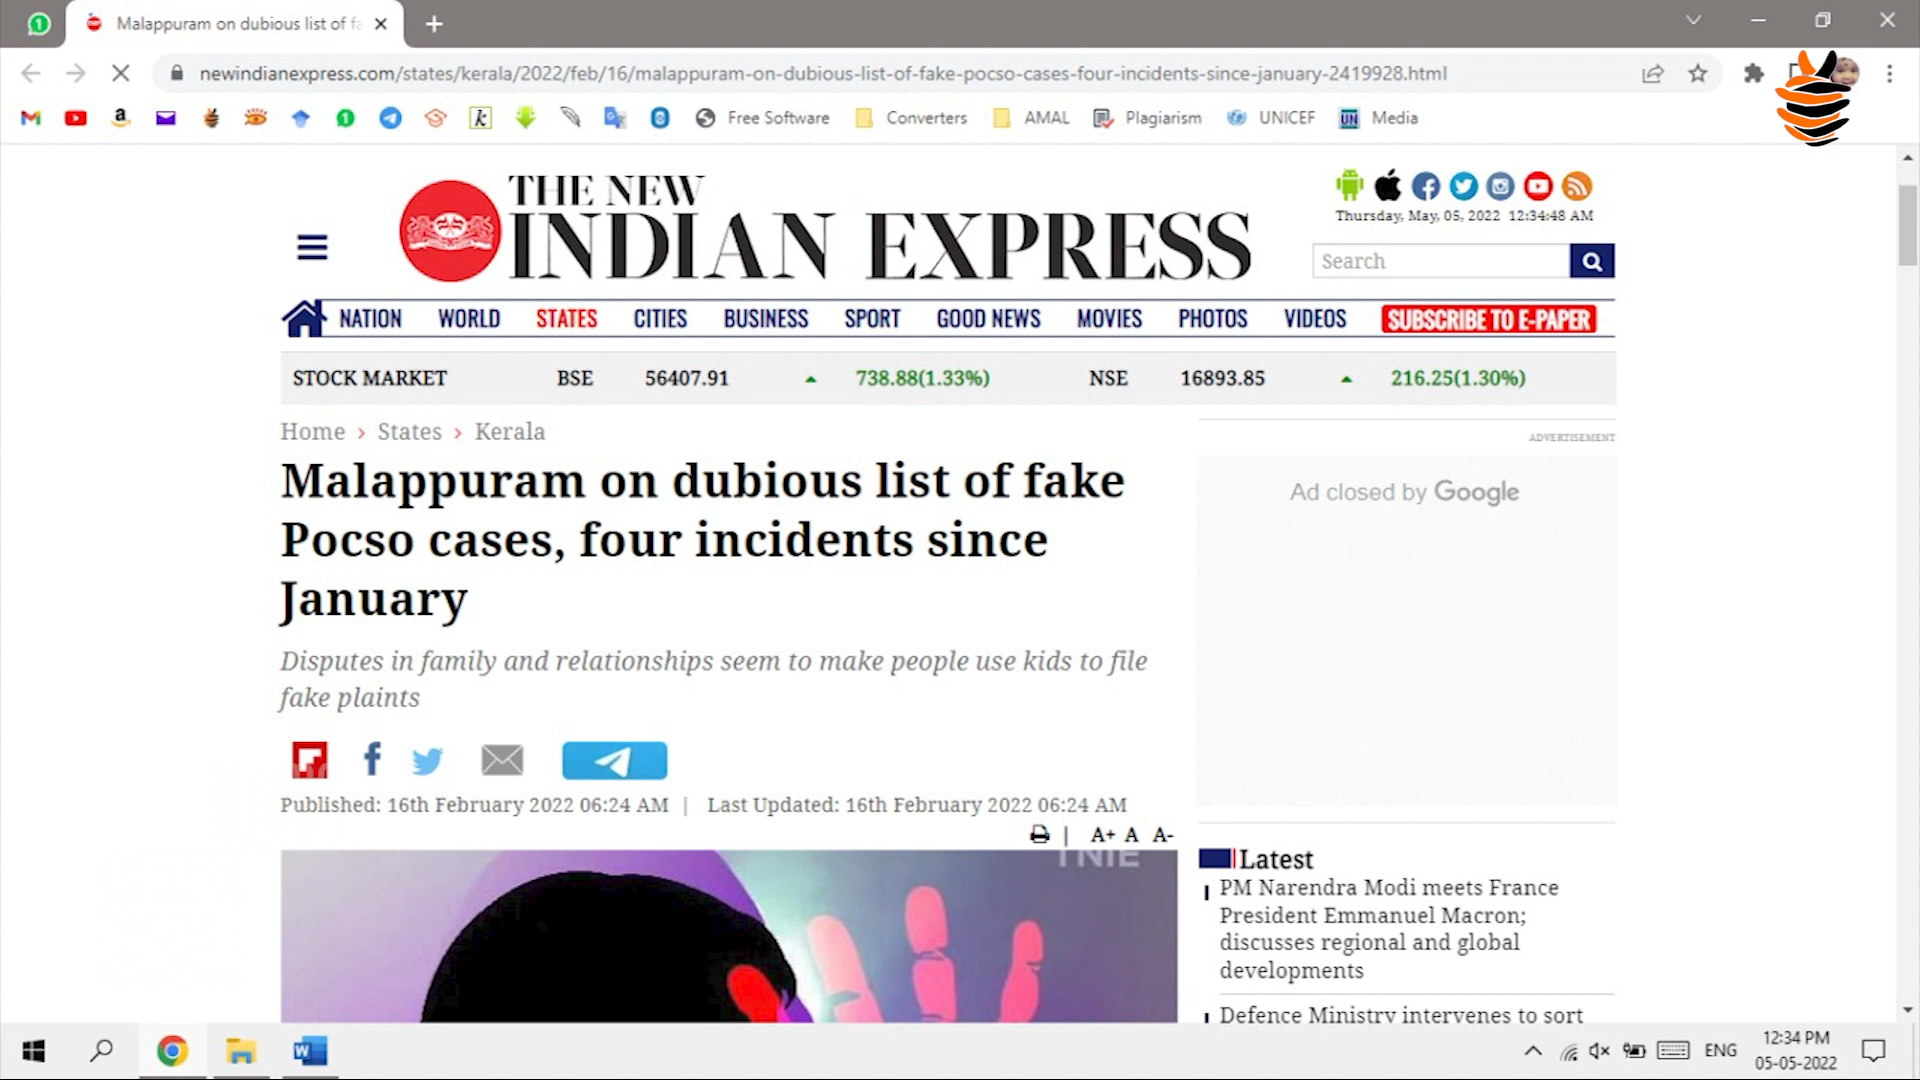 Malappuram on dubious list of fa
newindianexpress.com/states/kerala/2022/feb/16/malappuram-on-dubious-list-of-fake-pocso-cases-four-incidents-since-january-2419928.html
Free Software Converters AMAL Plagiarism UNICEF UN Media
THE NEW
INDIAN EXPRESS
Thursday, May, 05, 2022 12:34:48 AM
Search
NATION WORLD STATES CITIES BUSINESS SPORT GOOD NEWS MOVIES PHOTOS VIDEOS SUBSCRIBE TO E-PAPER
STOCK MARKET BSE 56407.91 738.88(1.33%) NSE 16893.85 216.25(1.30%)
Home › States › Kerala
ADVERTISEMENT
Malappuram on dubious list of fake
Pocso cases, four incidents since
January
Ad closed by Google
Disputes in family and relationships seem to make people use kids to file
fake plaints
Published: 16th February 2022 06:24 AM | Last Updated: 16th February 2022 06:24 AM
| A+ A A-
TNIE
Latest
PM Narendra Modi meets France
President Emmanuel Macron;
discusses regional and global
developments
Defence Ministry intervenes to sort
ENG
12:34 PM
05-05-2022